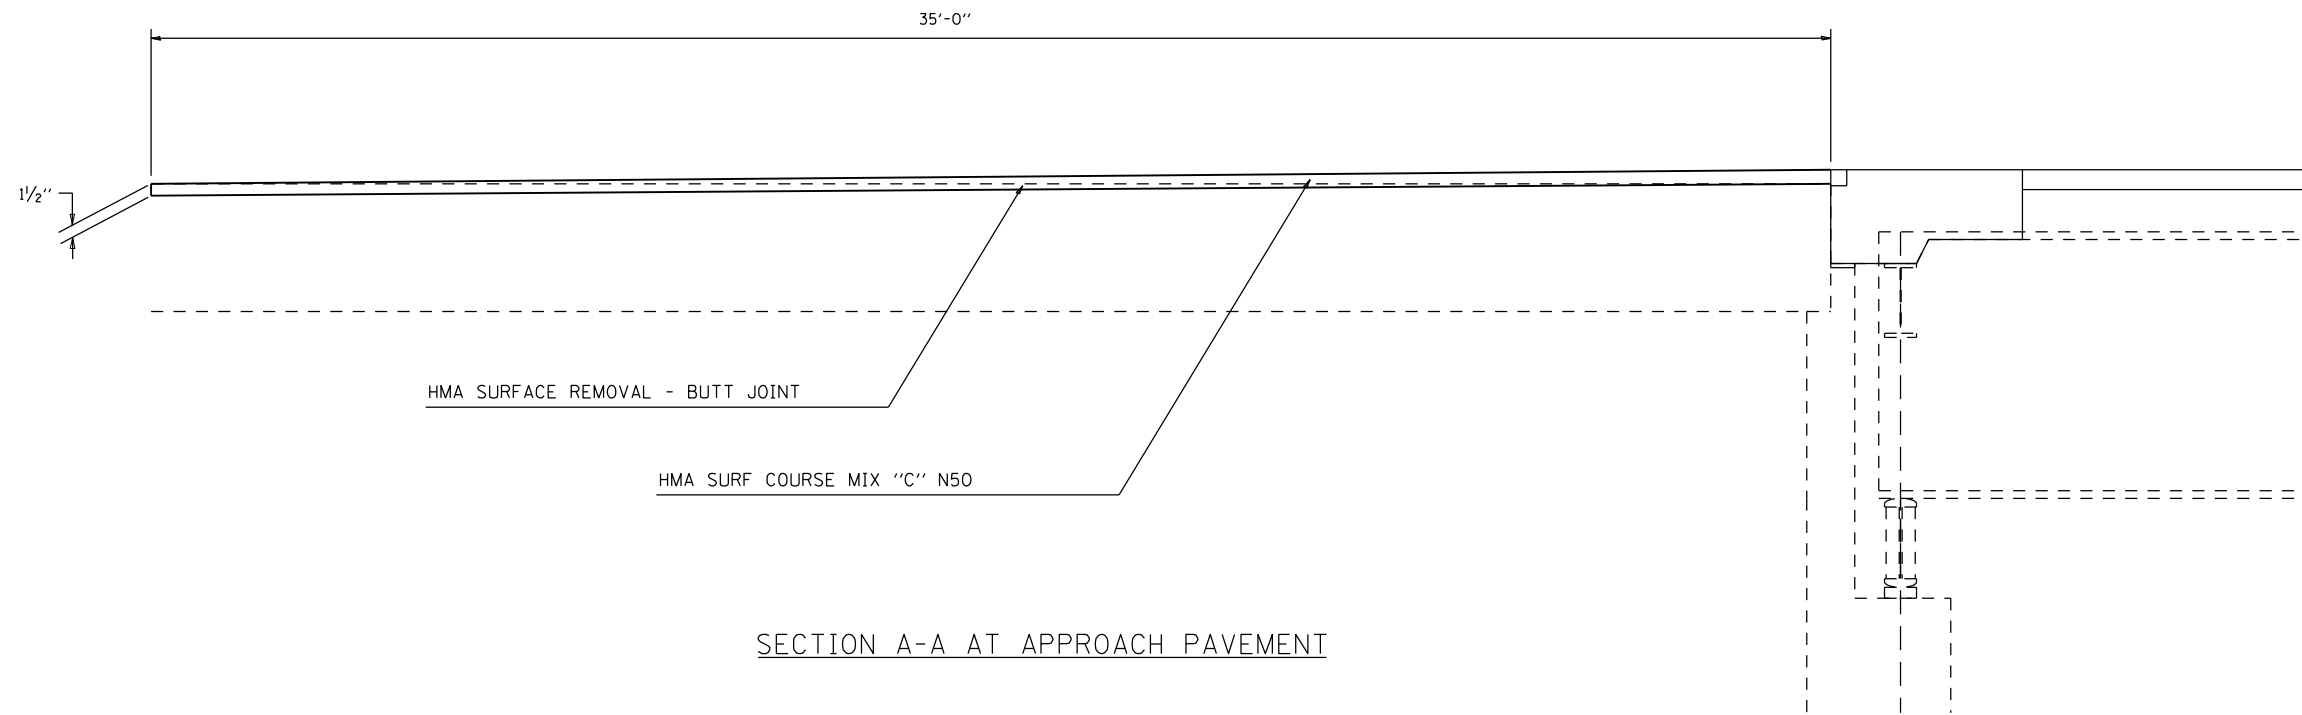 35'-0"
1½"
HMA SURFACE REMOVAL - BUTT JOINT
HMA SURF COURSE MIX "C" N50
SECTION A-A AT APPROACH PAVEMENT